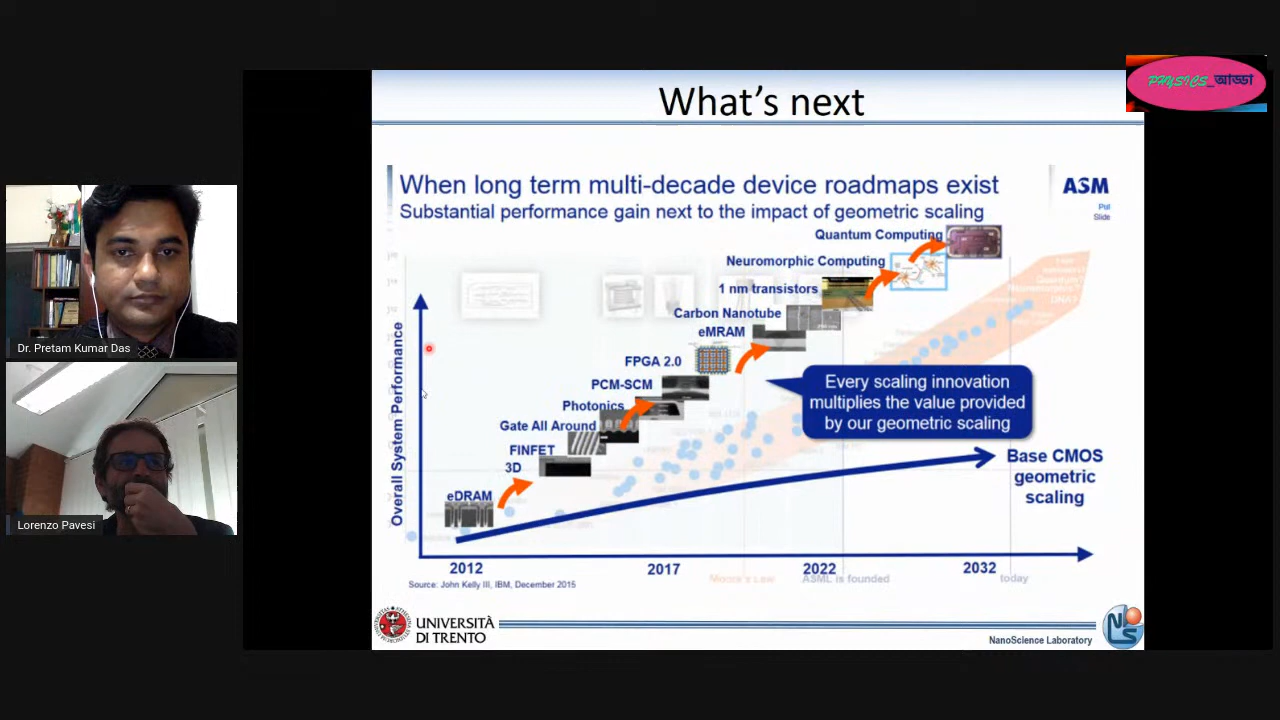 PHYSICS_আড্ডা
What's next
When long term multi-decade device roadmaps exist
Substantial performance gain next to the impact of geometric scaling
ASM
Slide
Quantum Computing
Neuromorphic Computing
1 nm transistors
Carbon Nanotube
eMRAM
FPGA 2.0
PCM-SCM
Photonics
Gate All Around
FINFET
3D
eDRAM
Overall System Performance
Every scaling innovation
multiplies the value provided
by our geometric scaling
Base CMOS
geometric
scaling
2012 2017 2022 2032
Source: John Kelly III, IBM, December 2015
Moore's Law
ASML is founded
today
UNIVERSITÀ
DI TRENTO
NanoScience Laboratory
Dr. Pretam Kumar Das
Lorenzo Pavesi